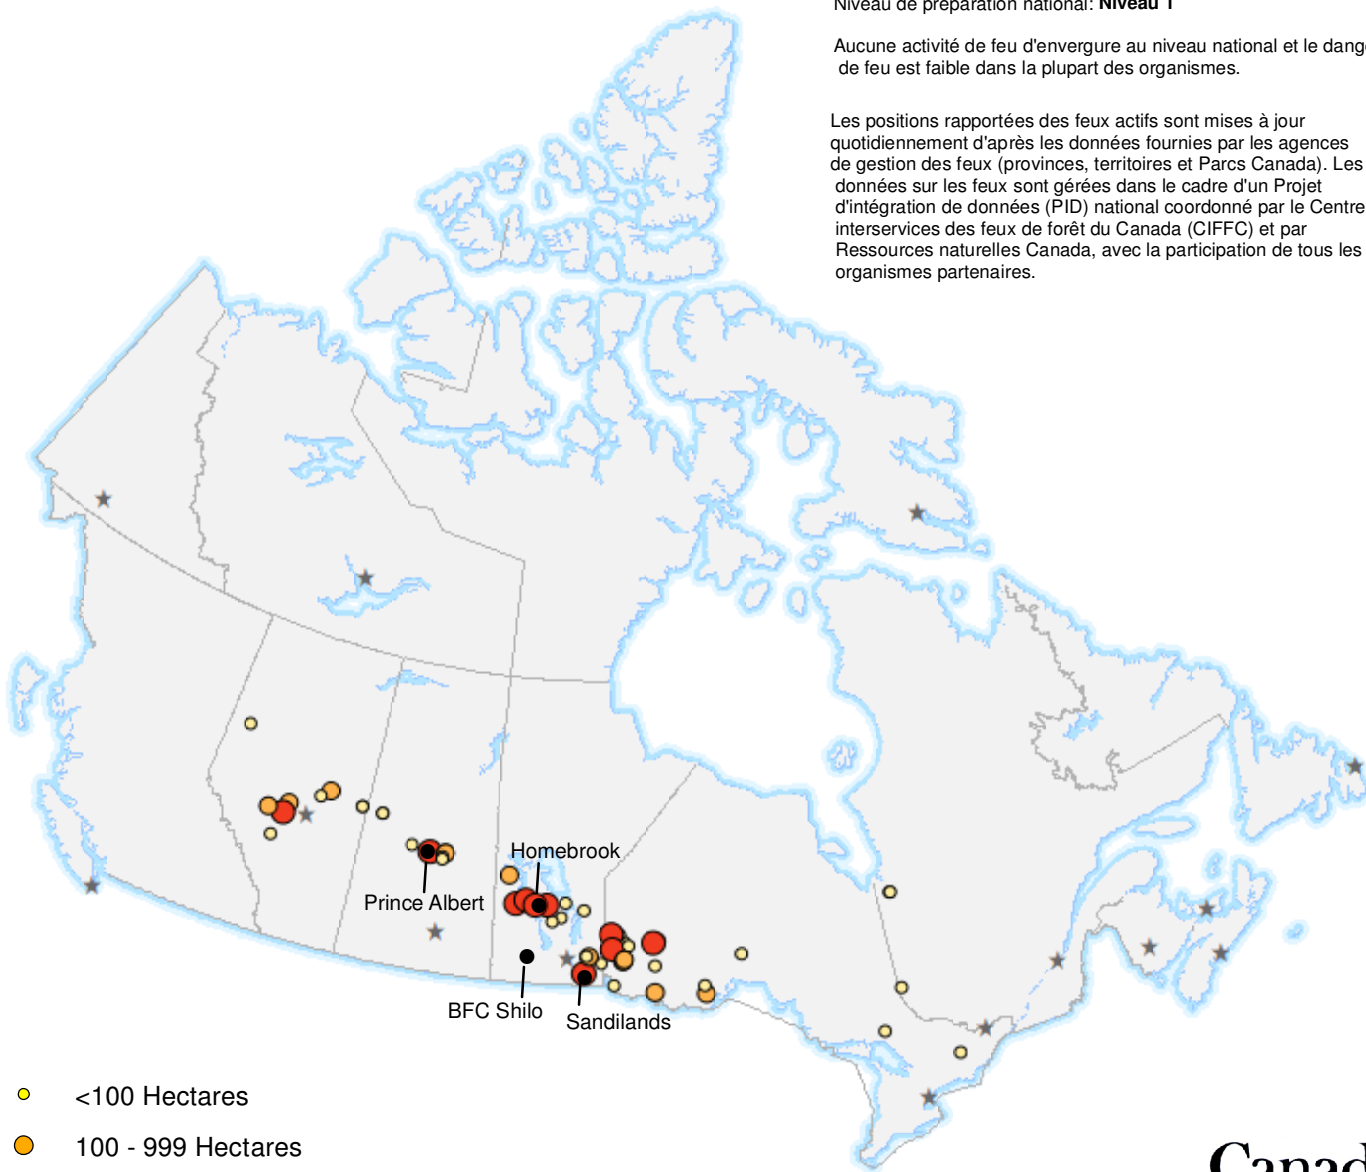 Niveau de préparation national: Niveau 1
Aucune activité de feu d'envergure au niveau national et le dange
de feu est faible dans la plupart des organismes.
Les positions rapportées des feux actifs sont mises à jour
quotidiennement d'après les données fournies par les agences
de gestion des feux (provinces, territoires et Parcs Canada). Les
données sur les feux sont gérées dans le cadre d'un Projet
d'intégration de données (PID) national coordonné par le Centre
interservices des feux de forêt du Canada (CIFFC) et par
Ressources naturelles Canada, avec la participation de tous les
organismes partenaires.
Homebrook
Prince Albert
BFC Shilo
Sandilands
<100 Hectares
100 - 999 Hectares
Canad